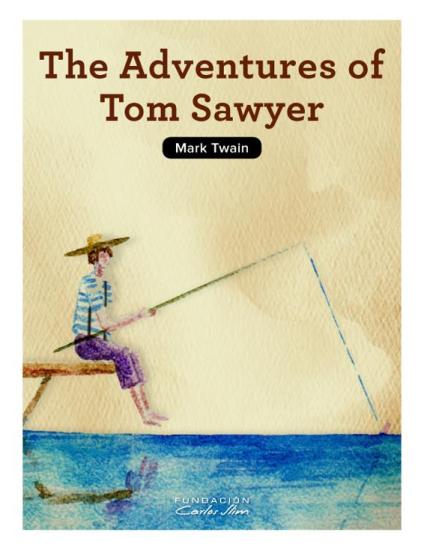 The Adventures of
Tom Sawyer
Mark Twain
FUNDACIÓN
Carlos Slim